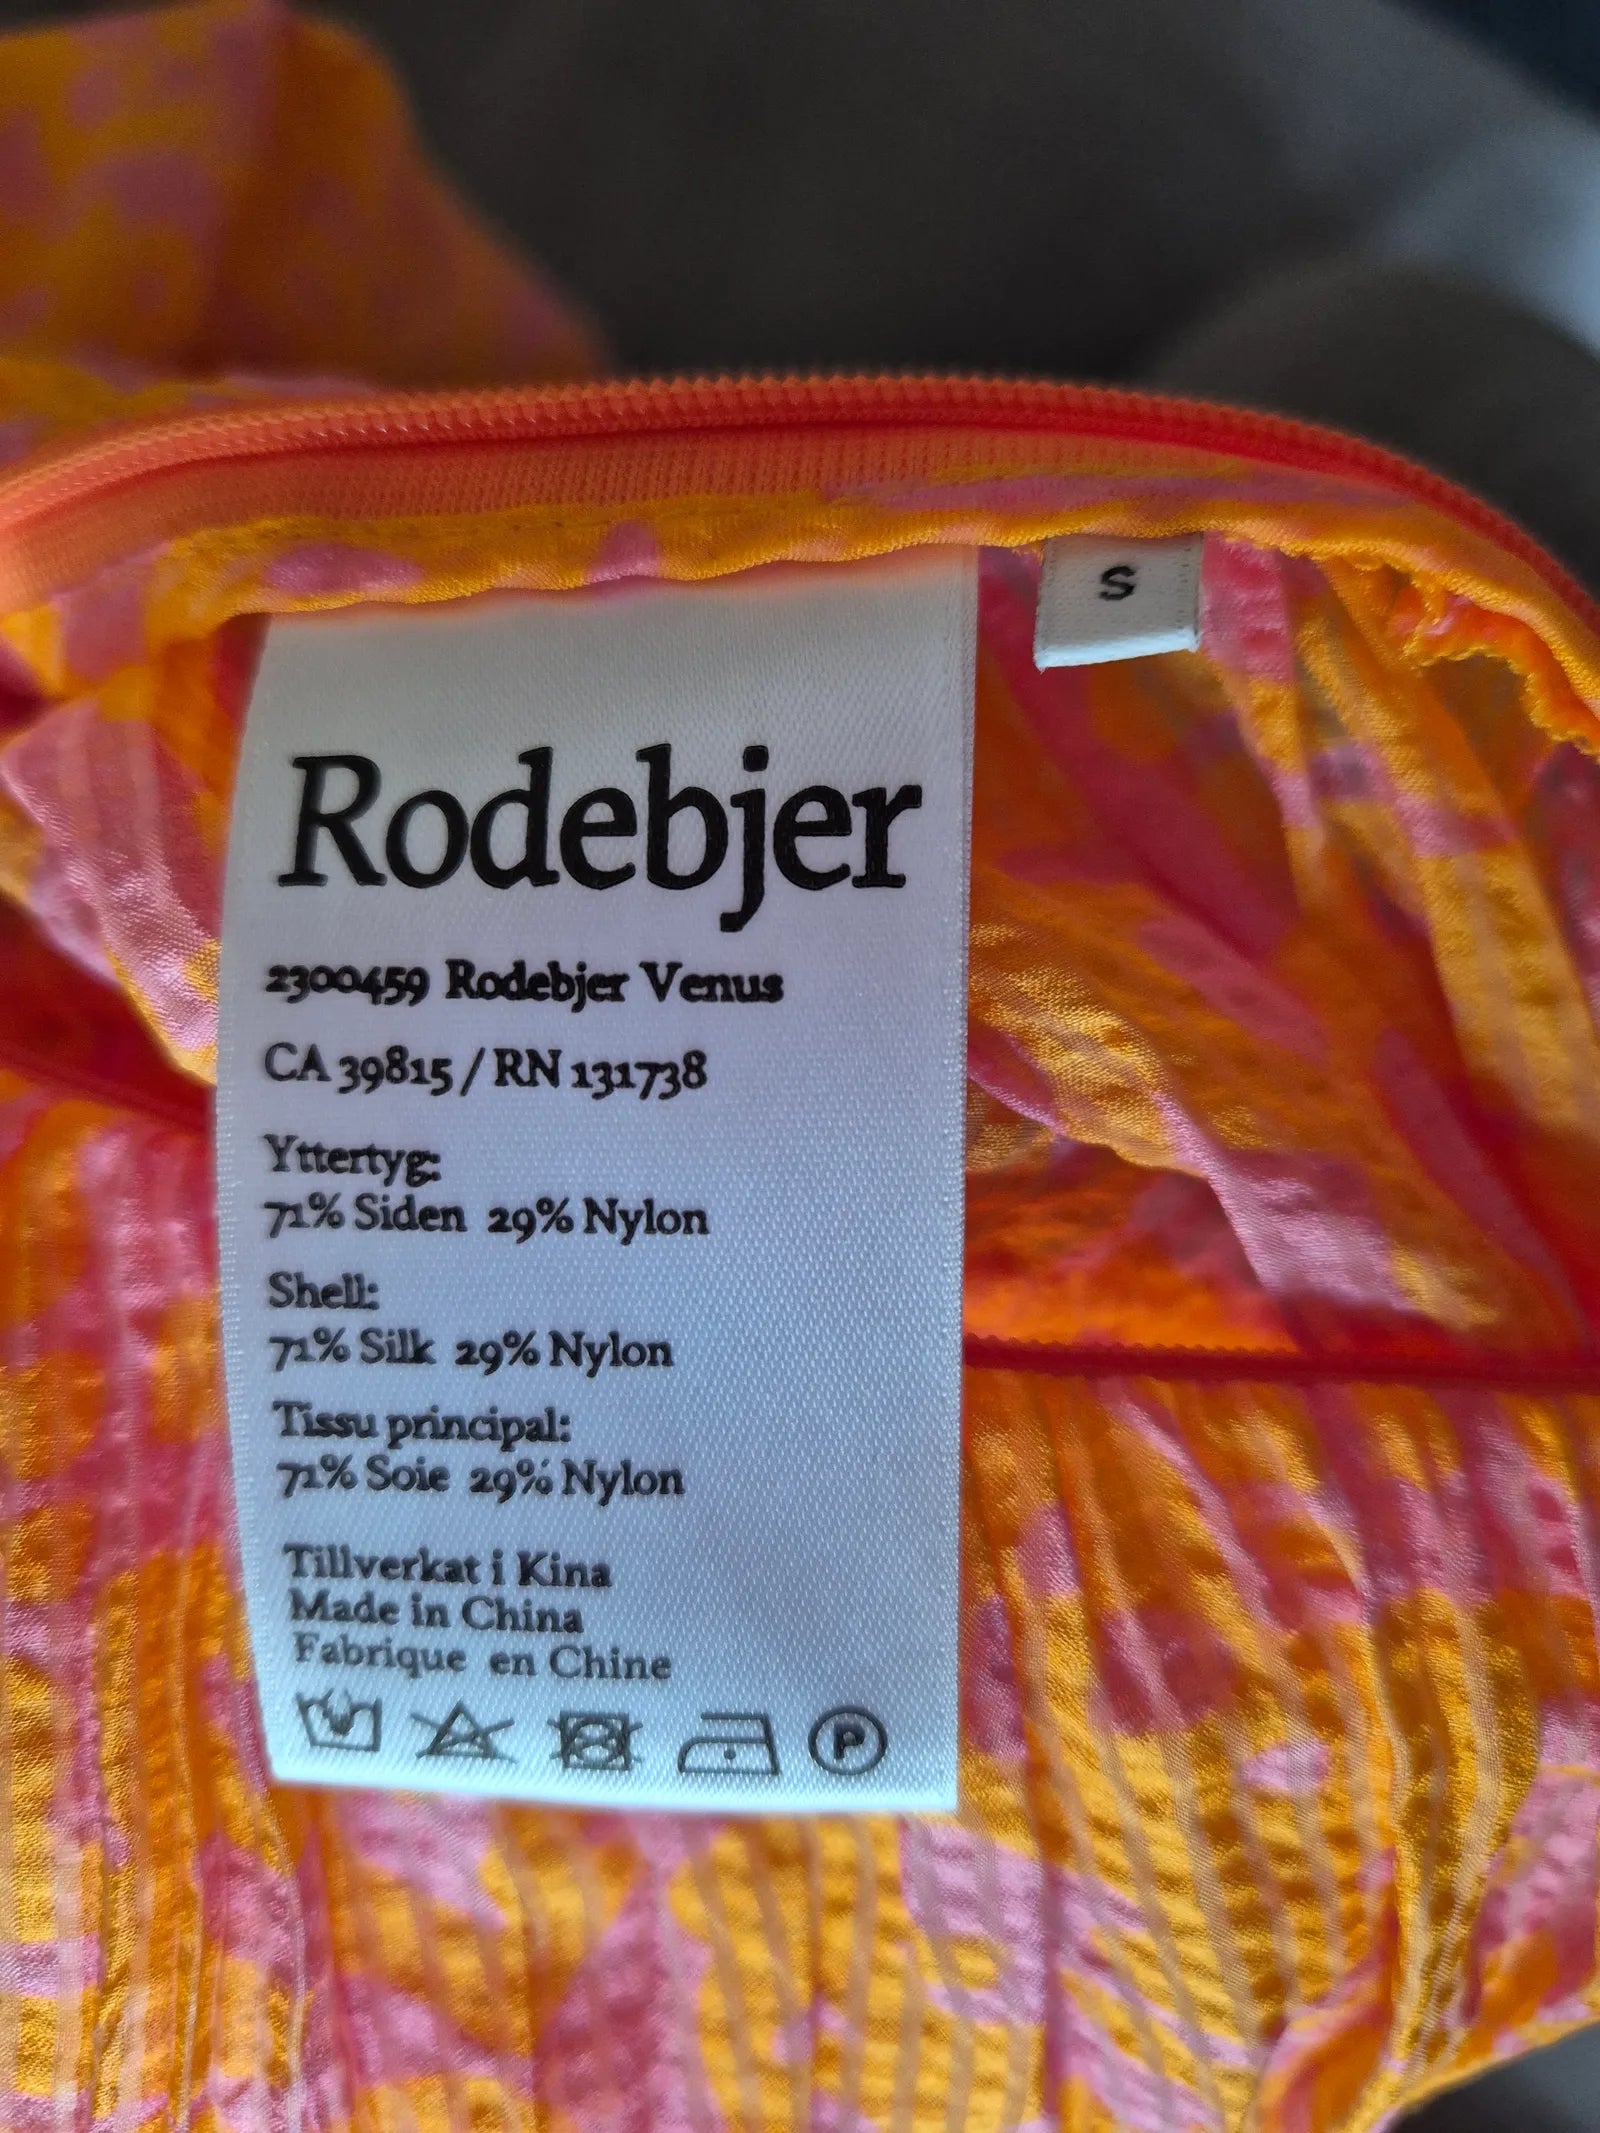 S
Rodebjer
2300459 Rodebjer Venus
CA 39815 / RN 131738
Yttertyg:
71% Siden 29% Nylon
Shell:
71% Silk 29% Nylon
Tissu principal:
71% Soie 29% Nylon
Tillverkat i Kina
Made in China
Fabrique en Chine
P